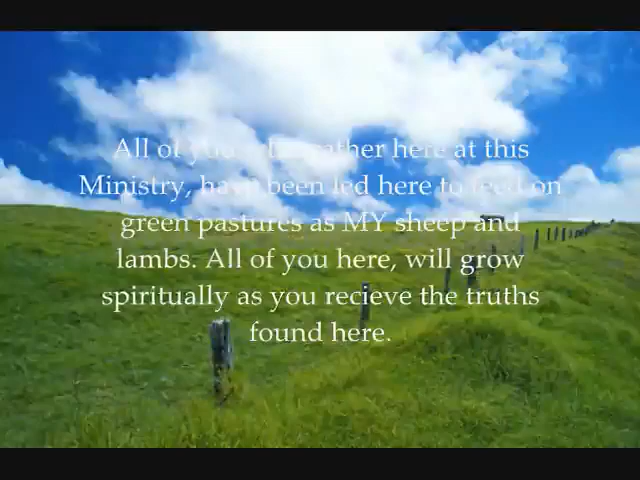 All of you who gather here at this
Ministry, have been led here to feed on
green pastures as MY sheep and
lambs. All of you here, will grow
spiritually as you recieve the truths
found here.